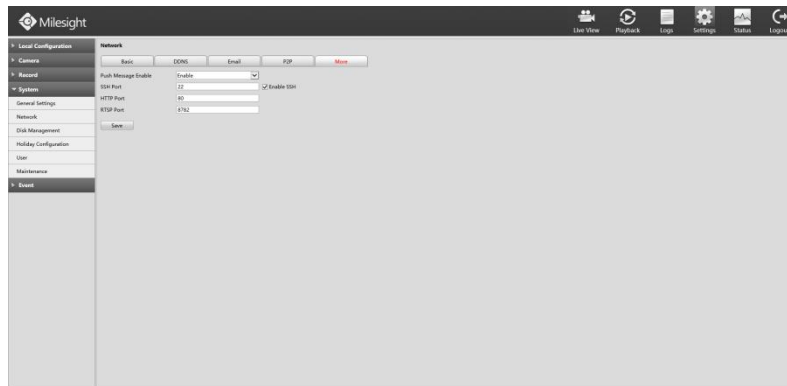 Milesight
Live View Playback Logs Settings Status Logout
Local Configuration
Camera
Record
System
General Settings
Network
Disk Management
Holiday Configuration
User
Maintenance
Event
Network
Basic DDNS Email P2P More
Push Message Enable Enable
SSH Port 22 Enable SSH
HTTP Port 80
RTSP Port 8782
Save